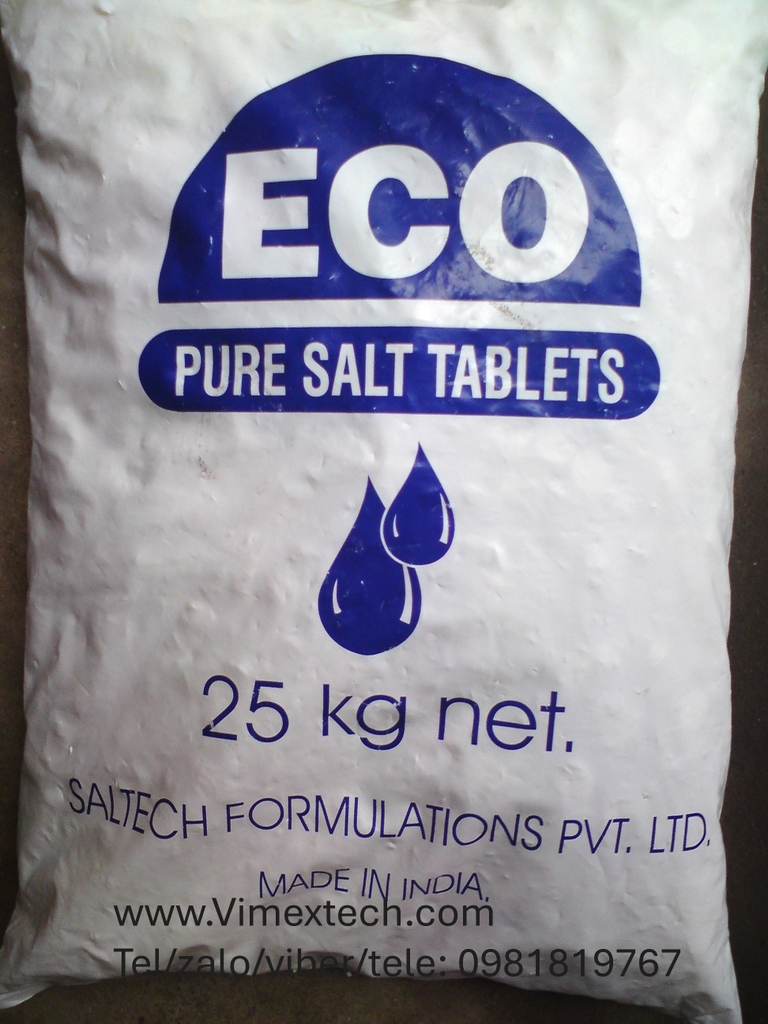 ECO
PURE SALT TABLETS
25 kg net.
SALTECH FORMULATIONS PVT. LTD.
MADE IN INDIA.
www.Vimextech.com
Tel/zalo/viber/tele: 0981819767